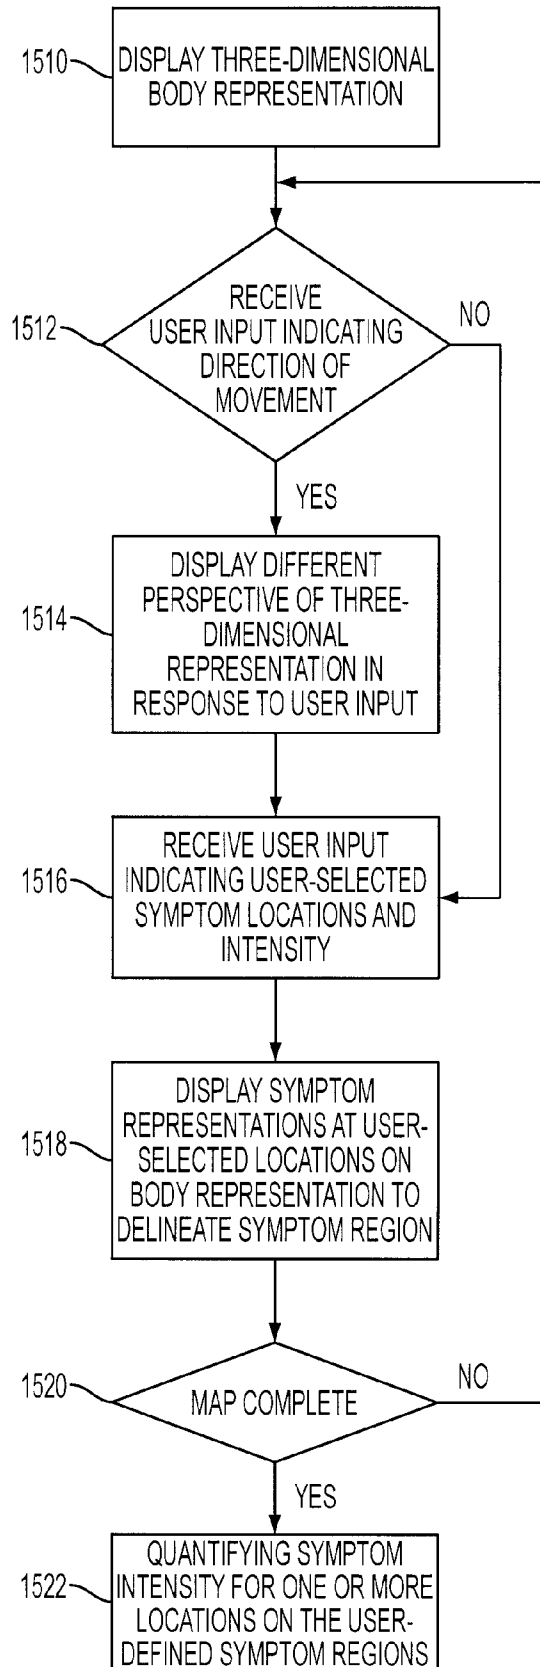 1510
DISPLAY THREE-DIMENSIONAL
BODY REPRESENTATION
1512
RECEIVE
USER INPUT INDICATING
DIRECTION OF
MOVEMENT
NO
YES
1514
DISPLAY DIFFERENT
PERSPECTIVE OF THREE-
DIMENSIONAL
REPRESENTATION IN
RESPONSE TO USER INPUT
1516
RECEIVE USER INPUT
INDICATING USER-SELECTED
SYMPTOM LOCATIONS AND
INTENSITY
1518
DISPLAY SYMPTOM
REPRESENTATIONS AT USER-
SELECTED LOCATIONS ON
BODY REPRESENTATION TO
DELINEATE SYMPTOM REGION
1520
MAP COMPLETE
NO
YES
1522
QUANTIFYING SYMPTOM
INTENSITY FOR ONE OR MORE
LOCATIONS ON THE USER-
DEFINED SYMPTOM REGIONS